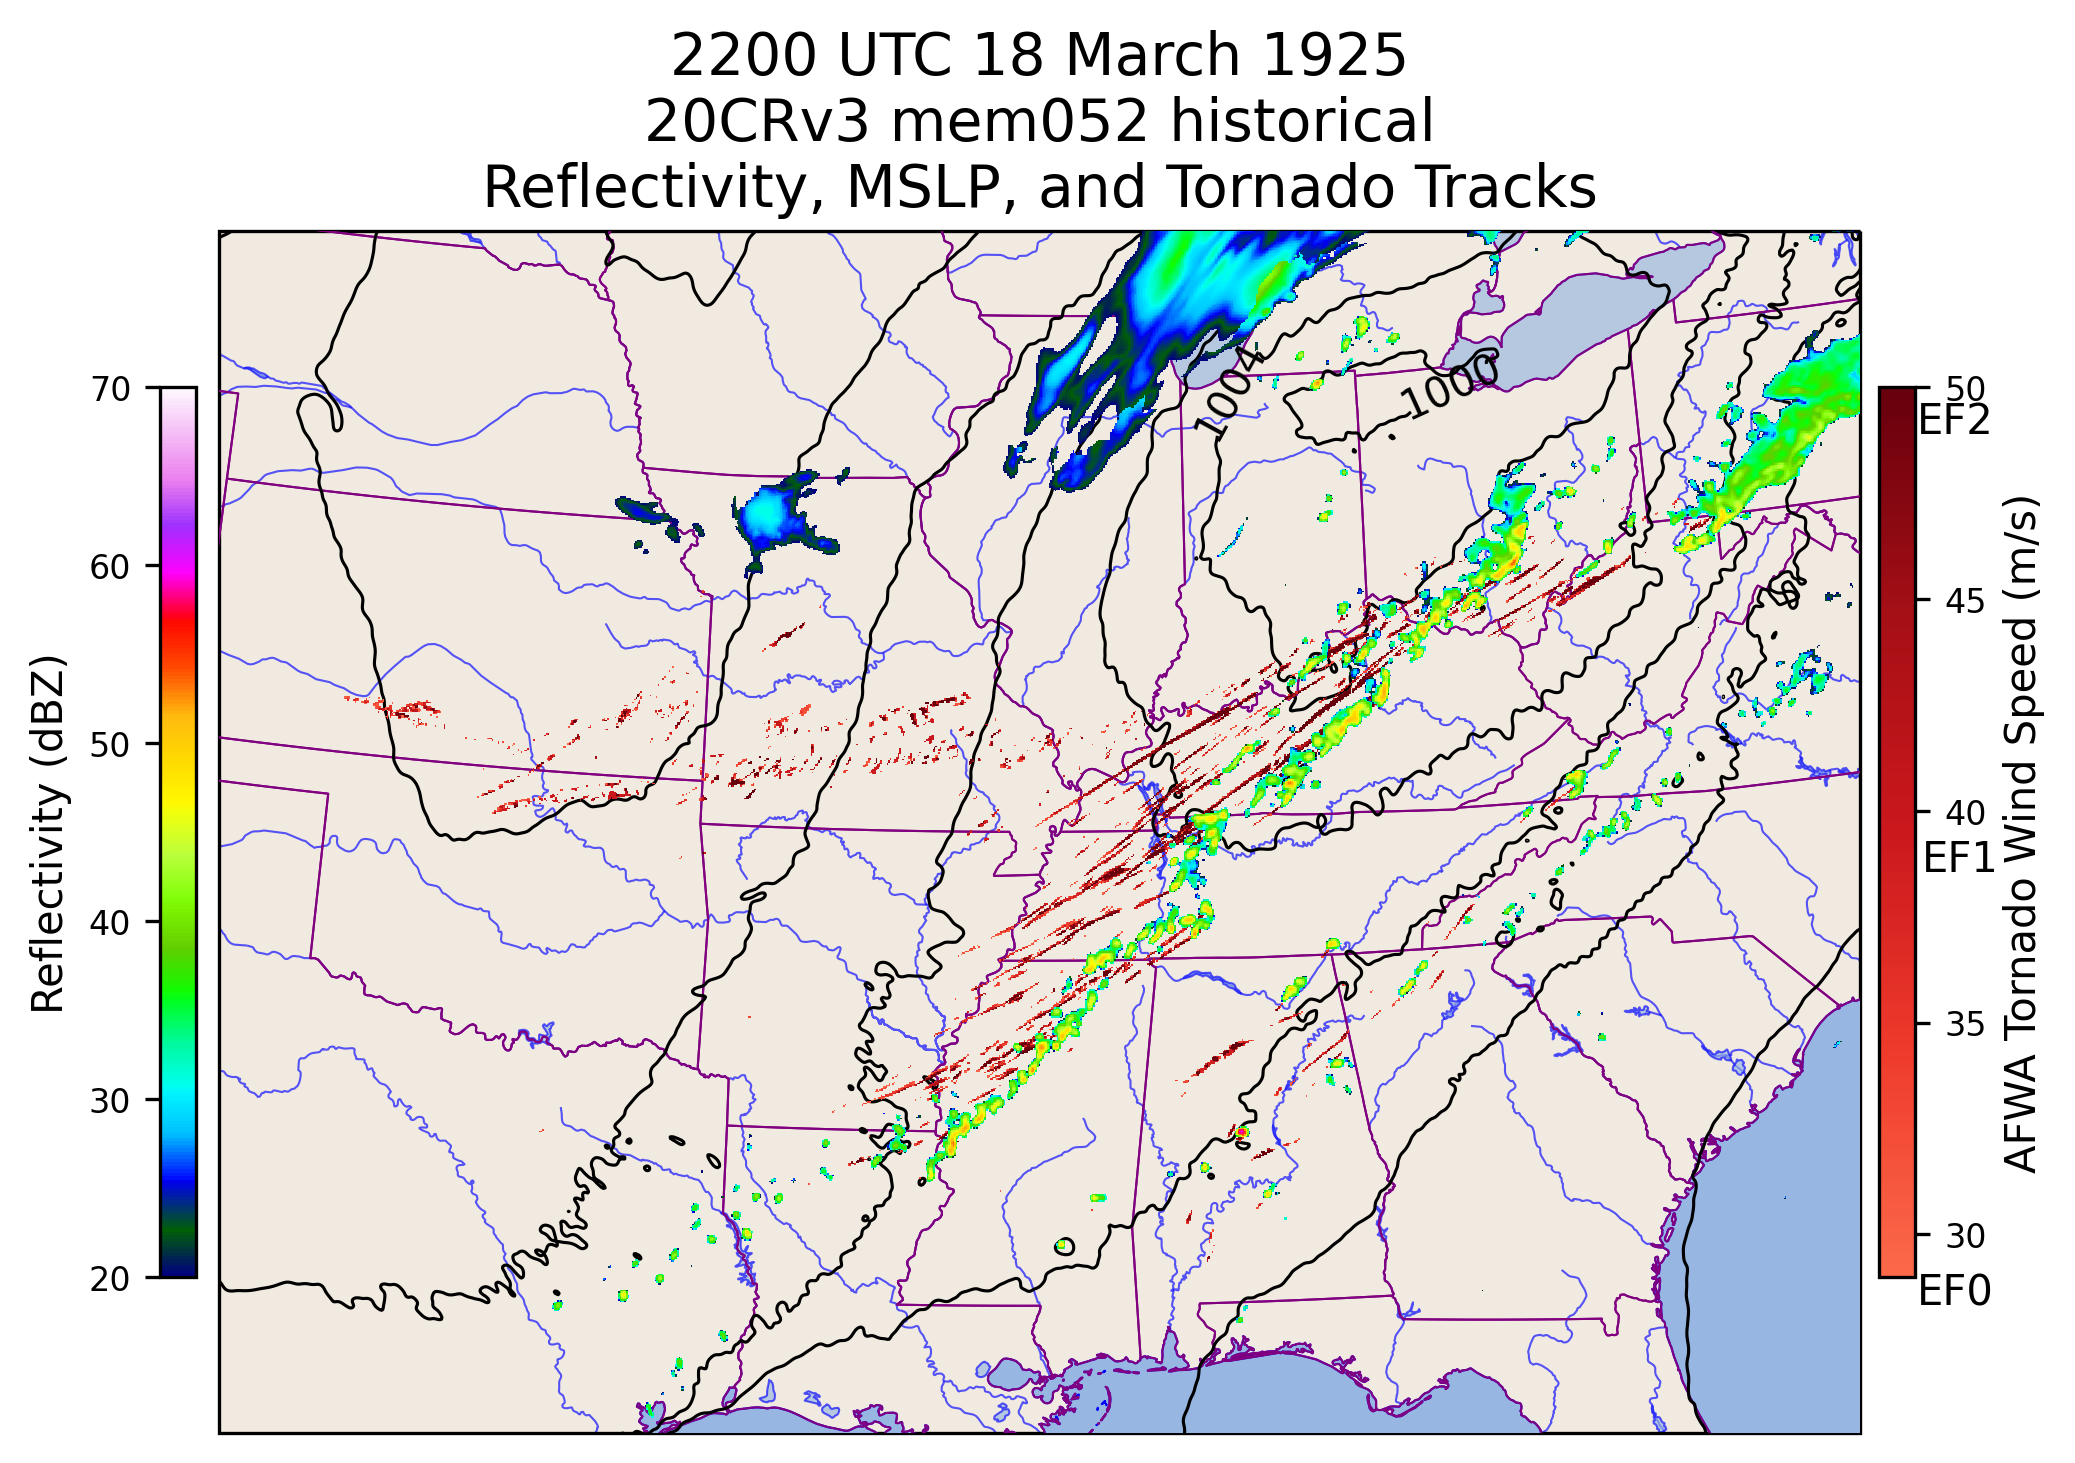 2200 UTC 18 March 1925
20CRv3 mem052 historical
Reflectivity, MSLP, and Tornado Tracks
70
60
50
40
30
20
Reflectivity (dBZ)
1004
1000
50
EF2
45
40
EF1
35
30
EF0
AFWA Tornado Wind Speed (m/s)